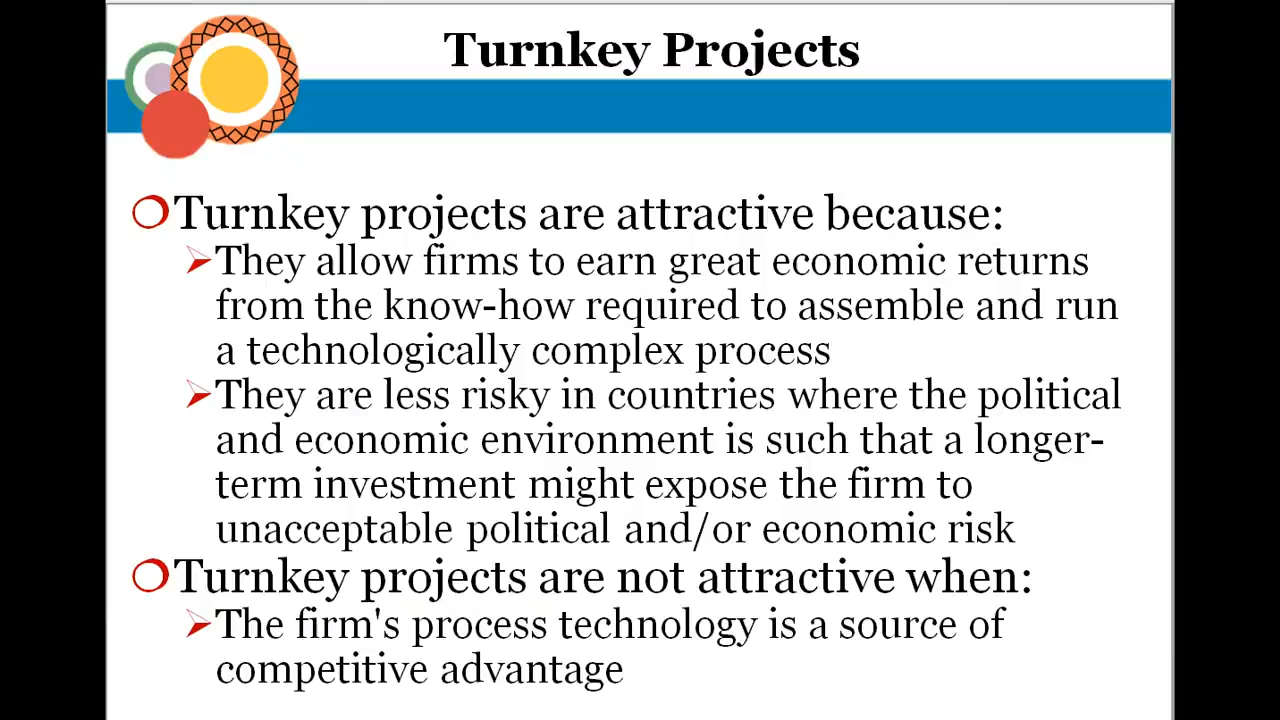 Turnkey Projects
Turnkey projects are attractive because:
They allow firms to earn great economic returns
from the know-how required to assemble and run
a technologically complex process
They are less risky in countries where the political
and economic environment is such that a longer-
term investment might expose the firm to
unacceptable political and/or economic risk
Turnkey projects are not attractive when:
The firm's process technology is a source of
competitive advantage